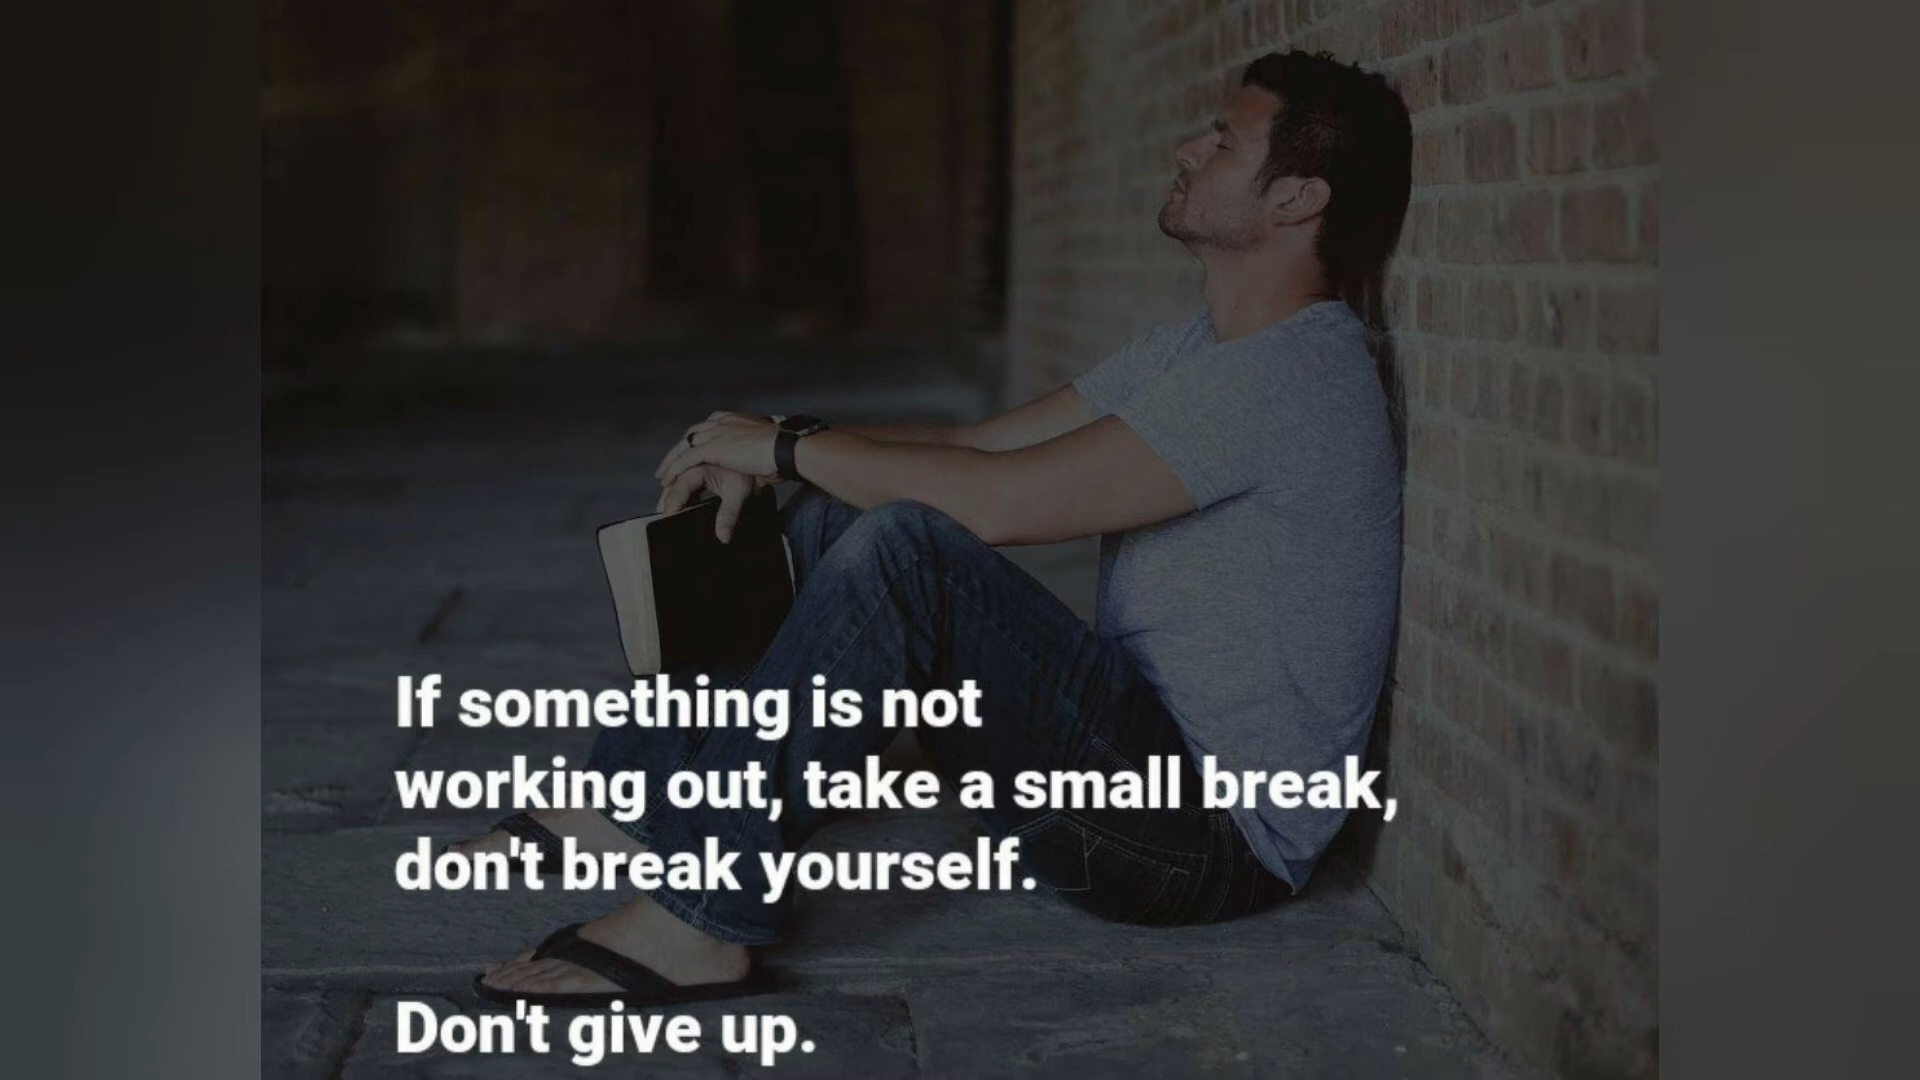 If something is not
working out, take a small break,
don't break yourself.
Don't give up.